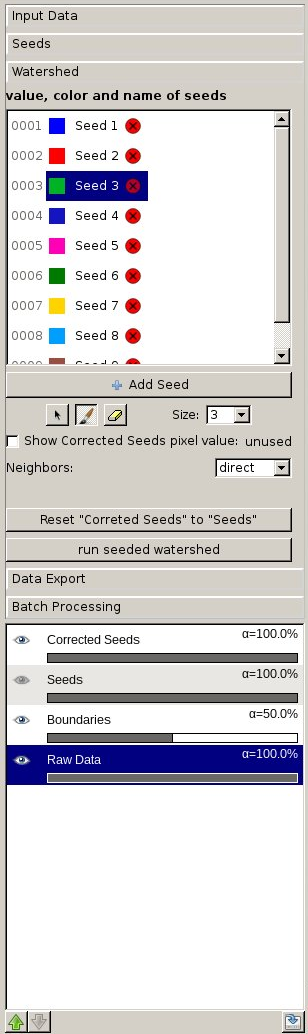 Input Data
Seeds
Watershed
value, color and name of seeds
0001 Seed 1
0002 Seed 2
0003 Seed 3
0004 Seed 4
0005 Seed 5
0006 Seed 6
0007 Seed 7
0008 Seed 8
Add Seed
Size: 3
Show Corrected Seeds pixel value: unused
Neighbors: direct
Reset "Correted Seeds" to "Seeds"
run seeded watershed
Data Export
Batch Processing
Corrected Seeds α=100.0%
Seeds α=100.0%
Boundaries α=50.0%
Raw Data α=100.0%